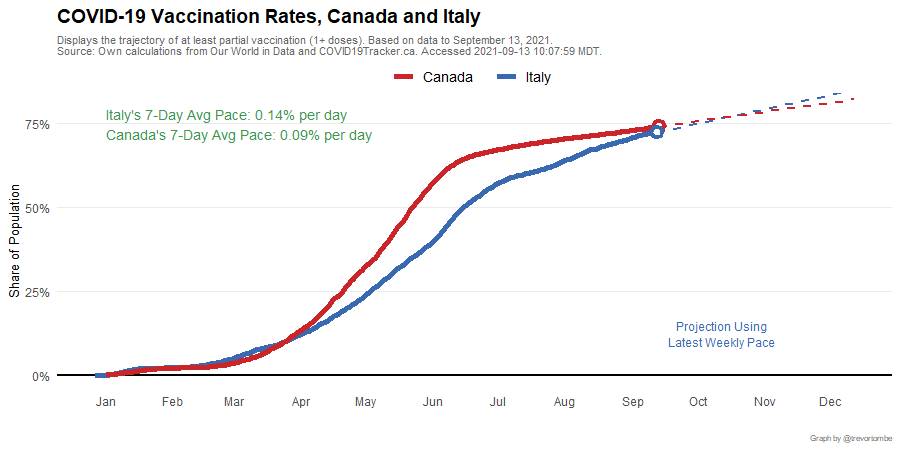 COVID-19 Vaccination Rates, Canada and Italy
Displays the trajectory of at least partial vaccination (1+ doses). Based on data to September 13, 2021.
Source: Own calculations from Our World in Data and COVID19Tracker.ca. Accessed 2021-09-13 10:07:59 MDT.
Canada Italy
Italy's 7-Day Avg Pace: 0.14% per day
Canada's 7-Day Avg Pace: 0.09% per day
75%
50%
25%
0%
Share of Population
Projection Using
Latest Weekly Pace
Jan Feb Mar Apr May Jun Jul Aug Sep Oct Nov Dec
Graph by @trevortombe